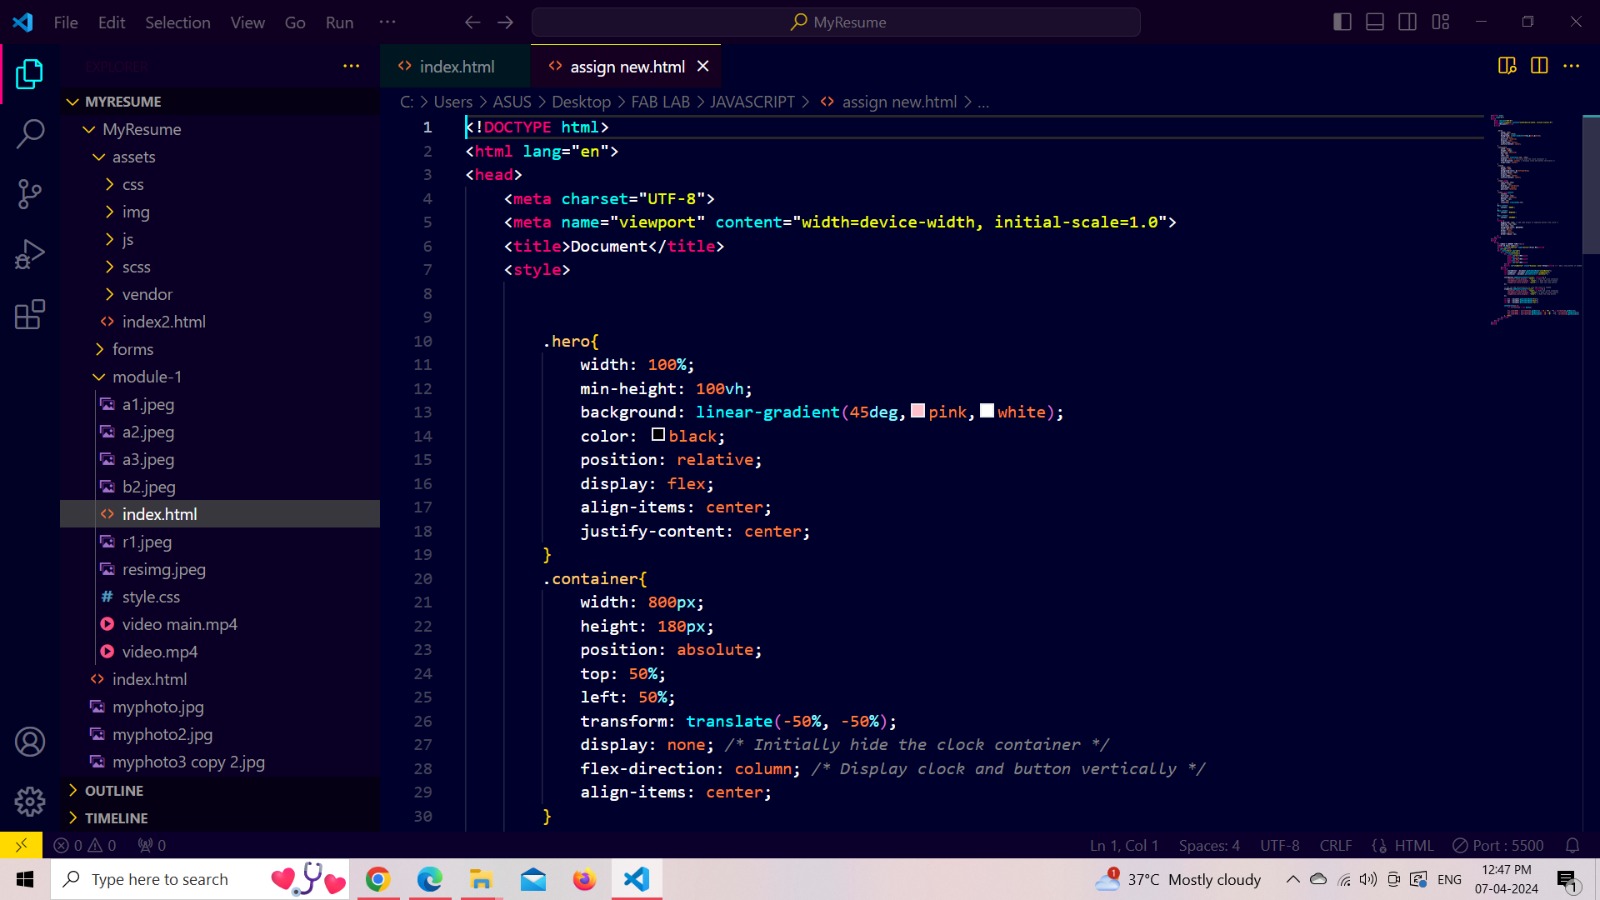 File Edit Selection View Go Run ··· MyResume
EXPLORER ···
index.html assign new.html
MYRESUME
C: > Users > ASUS > Desktop > FAB LAB > JAVASCRIPT > assign new.html > ...
MyResume
assets
css
img
js
scss
vendor
index2.html
forms
module-1
a1.jpeg
a2.jpeg
a3.jpeg
b2.jpeg
index.html
r1.jpeg
resimg.jpeg
style.css
video main.mp4
video.mp4
index.html
myphoto.jpg
myphoto2.jpg
myphoto3 copy 2.jpg
OUTLINE
TIMELINE
1 <!DOCTYPE html>
2 <html lang="en">
3 <head>
4 <meta charset="UTF-8">
5 <meta name="viewport" content="width=device-width, initial-scale=1.0">
6 <title>Document</title>
7 <style>
8
9
10 .hero{
11 width: 100%;
12 min-height: 100vh;
13 background: linear-gradient(45deg, pink, white);
14 color: black;
15 position: relative;
16 display: flex;
17 align-items: center;
18 justify-content: center;
19 }
20 .container{
21 width: 800px;
22 height: 180px;
23 position: absolute;
24 top: 50%;
25 left: 50%;
26 transform: translate(-50%, -50%);
27 display: none; /* Initially hide the clock container */
28 flex-direction: column; /* Display clock and button vertically */
29 align-items: center;
30 }
0 0 0 Ln 1, Col 1 Spaces: 4 UTF-8 CRLF HTML Port : 5500
Type here to search 1 37°C Mostly cloudy ENG 12:47 PM
07-04-2024 1